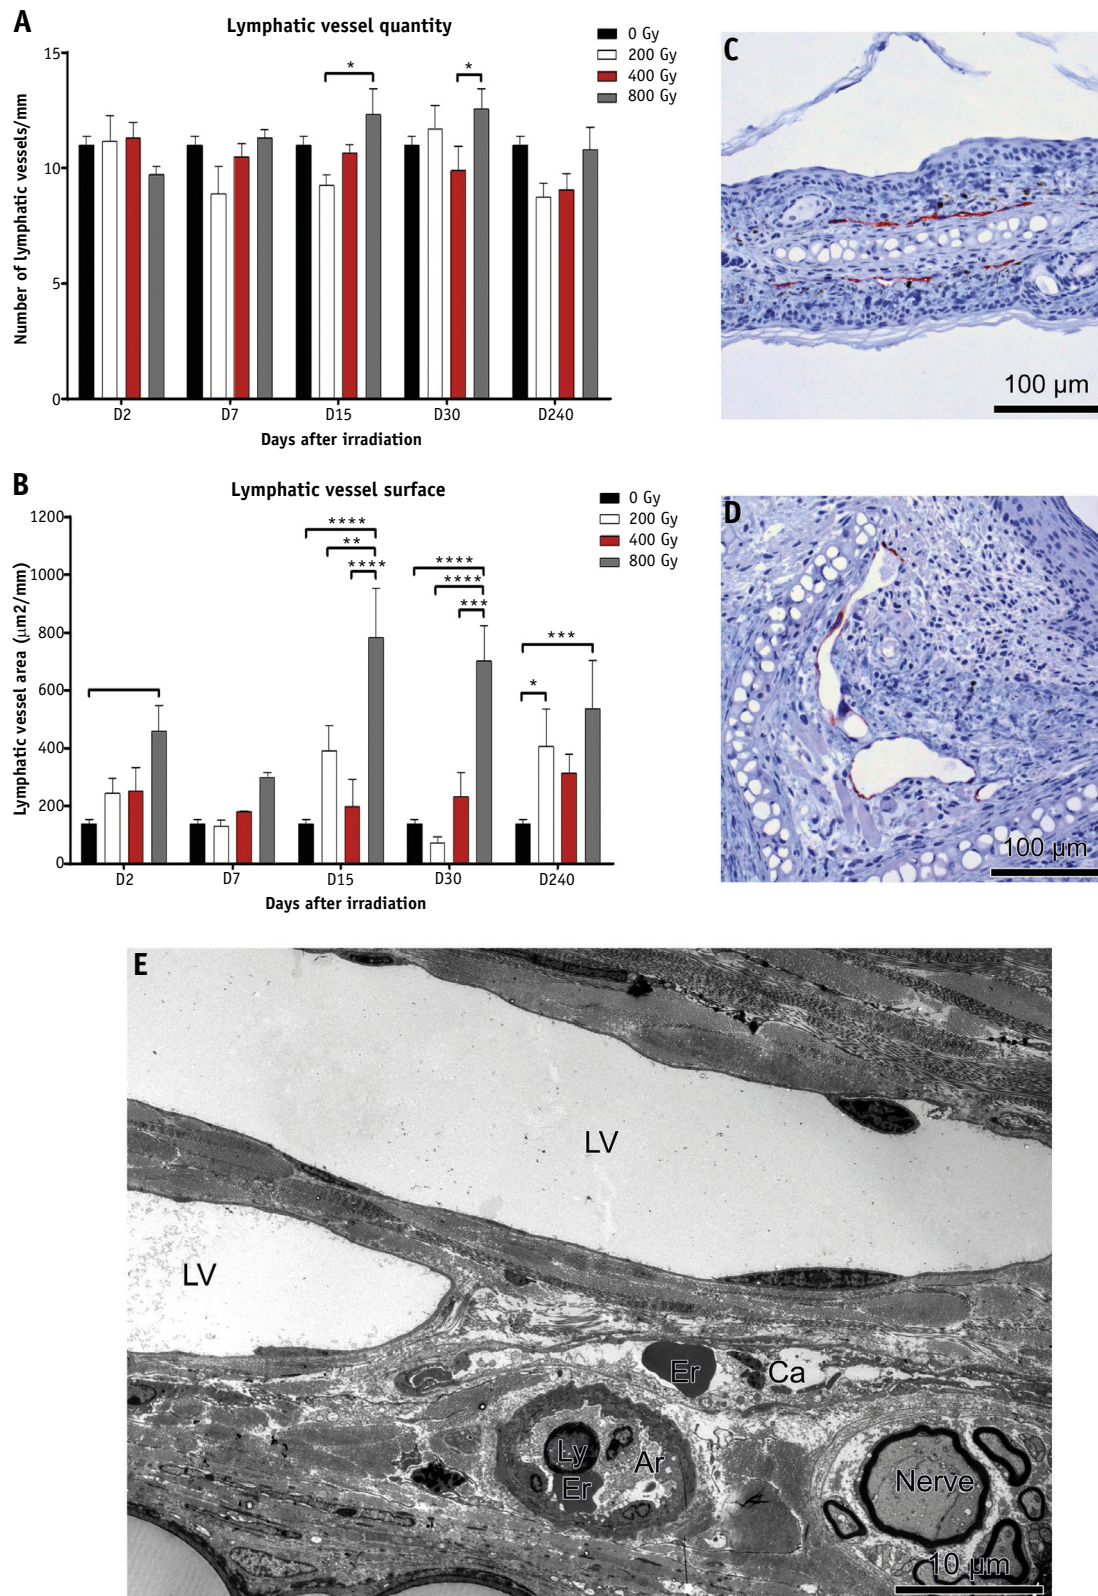 A
Lymphatic vessel quantity
0 Gy
200 Gy
400 Gy
800 Gy
Number of lymphatic vessels/mm
15
10
5
0
*
*
D2 D7 D15 D30 D240
Days after irradiation
C
100 µm
B
Lymphatic vessel surface
0 Gy
200 Gy
400 Gy
800 Gy
Lymphatic vessel area (µm2/mm)
1200
1000
800
600
400
200
0
****
**
****
****
****
***
***
*
D2 D7 D15 D30 D240
Days after irradiation
D
100 µm
E
LV
LV
Er
Ca
Ly
Ar
Er
Nerve
10 µm